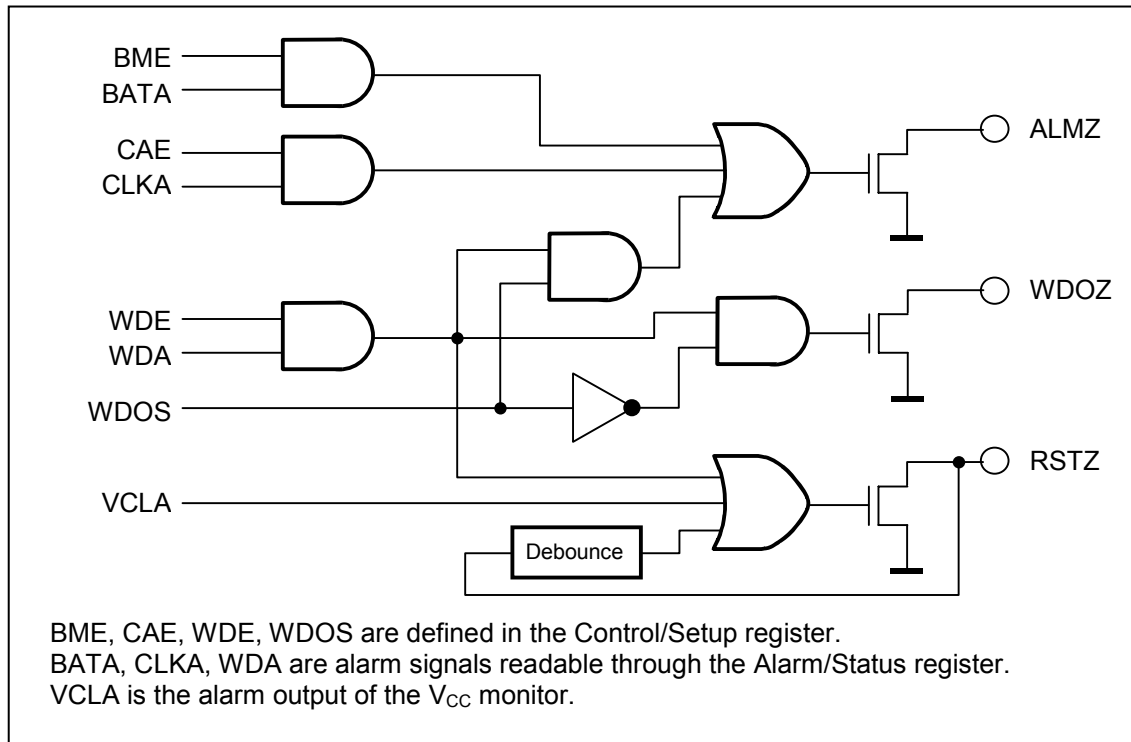 BME
BATA
CAE
CLKA
ALMZ
WDE
WDA
WDOZ
WDOS
RSTZ
VCLA
Debounce
BME, CAE, WDE, WDOS are defined in the Control/Setup register.
BATA, CLKA, WDA are alarm signals readable through the Alarm/Status register.
VCLA is the alarm output of the VCC monitor.